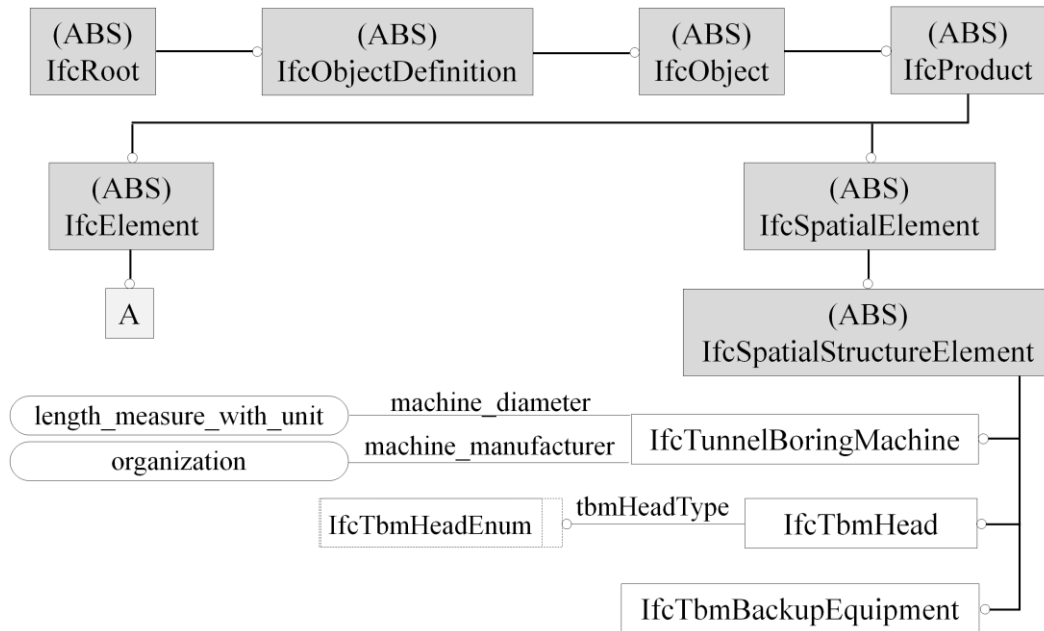 (ABS)
IfcRoot
(ABS)
IfcObjectDefinition
(ABS)
IfcObject
(ABS)
IfcProduct
(ABS)
IfcElement
(ABS)
IfcSpatialElement
A
(ABS)
IfcSpatialStructureElement
length_measure_with_unit
machine_diameter
IfcTunnelBoringMachine
organization
machine_manufacturer
IfcTbmHeadEnum
tbmHeadType
IfcTbmHead
IfcTbmBackupEquipment